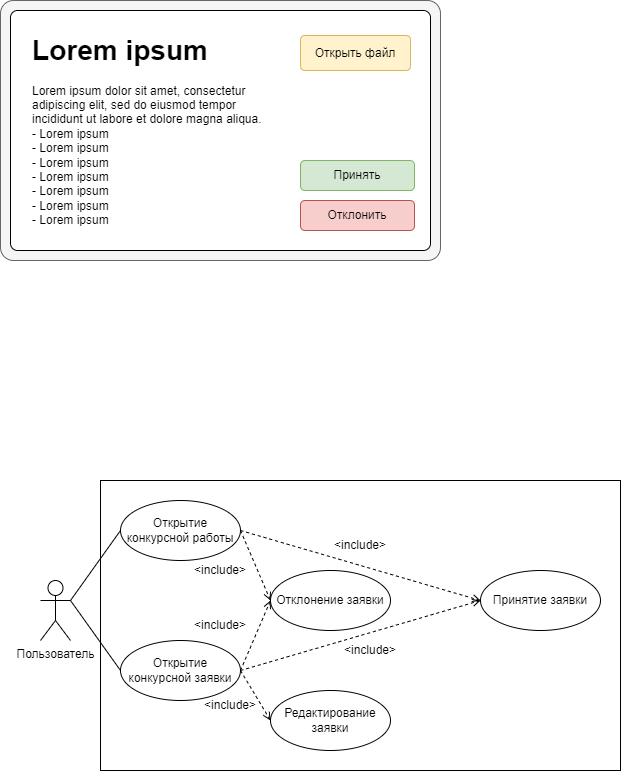 Lorem ipsum
Открыть файл
Lorem ipsum dolor sit amet, consectetur
adipiscing elit, sed do eiusmod tempor
incididunt ut labore et dolore magna aliqua.
- Lorem ipsum
- Lorem ipsum
- Lorem ipsum
- Lorem ipsum
- Lorem ipsum
- Lorem ipsum
- Lorem ipsum
Принять
Отклонить
Открытие
конкурсной работы
<include>
<include>
Отклонение заявки
Принятие заявки
<include>
Пользователь
<include>
Открытие
конкурсной заявки
<include>
Редактирование
заявки